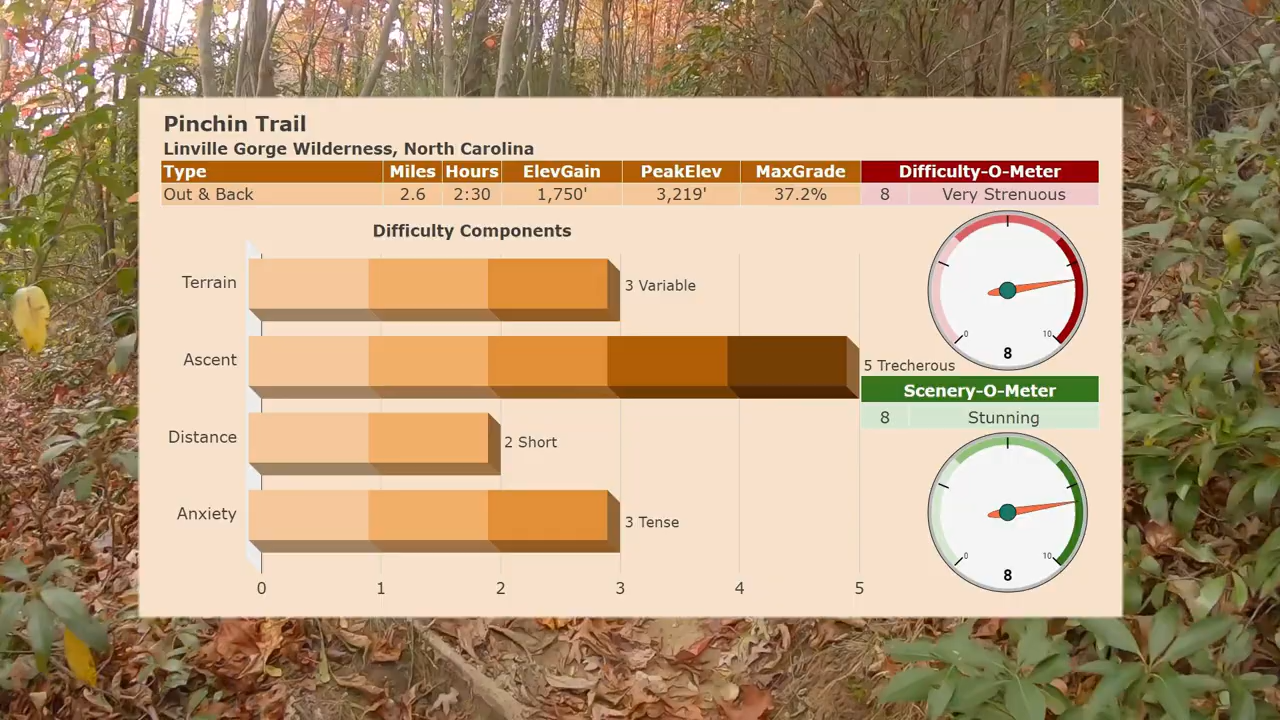 Pinchin Trail
Linville Gorge Wilderness, North Carolina
Type Miles Hours ElevGain PeakElev MaxGrade Difficulty-O-Meter
Out & Back 2.6 2:30 1,750' 3,219' 37.2% 8 Very Strenuous
Difficulty Components
Terrain 3 Variable
0 10
8
Ascent 5 Trecherous
Scenery-O-Meter
8 Stunning
Distance 2 Short
Anxiety 3 Tense
0 10
8
0 1 2 3 4 5